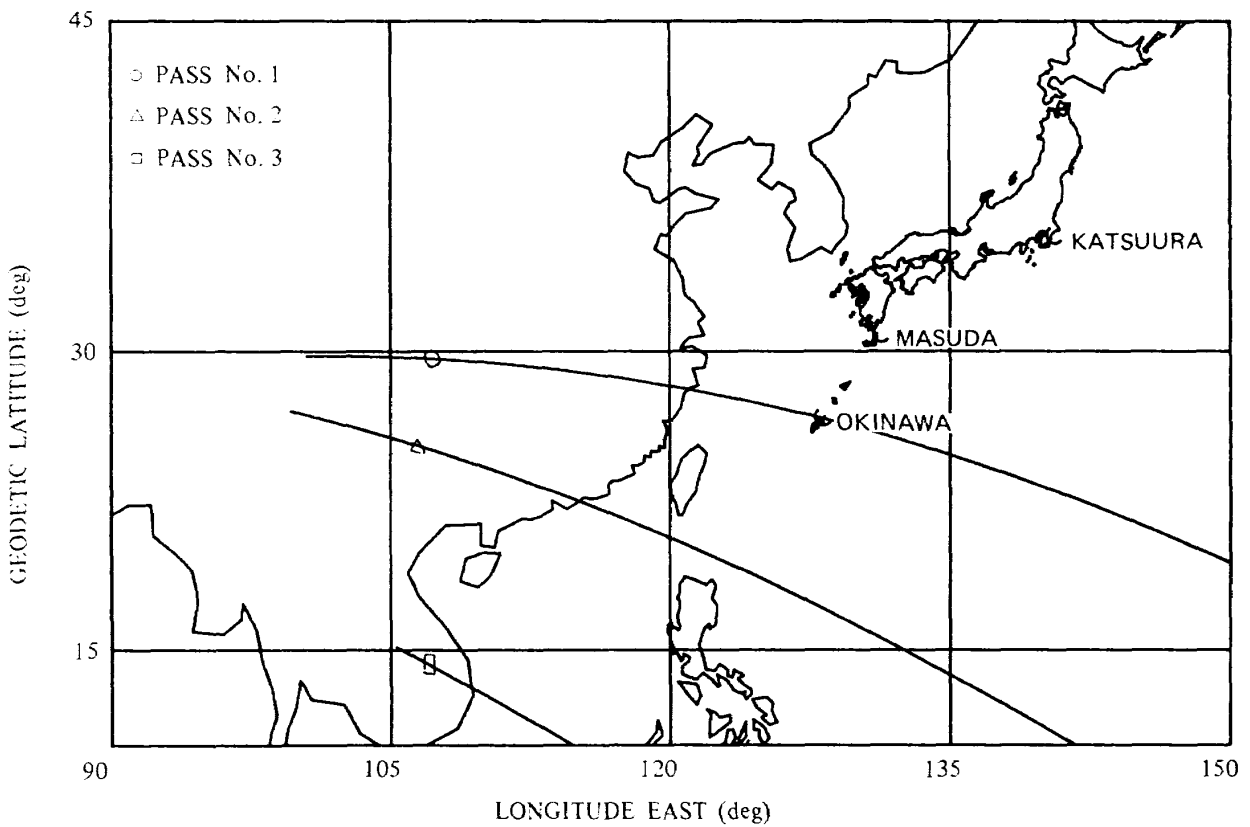 45
○ PASS No. 1
△ PASS No. 2
□ PASS No. 3
KATSUURA
GEODETIC LATITUDE (deg)
30
MASUDA
OKINAWA
15
90
105
120
135
150
LONGITUDE EAST (deg)